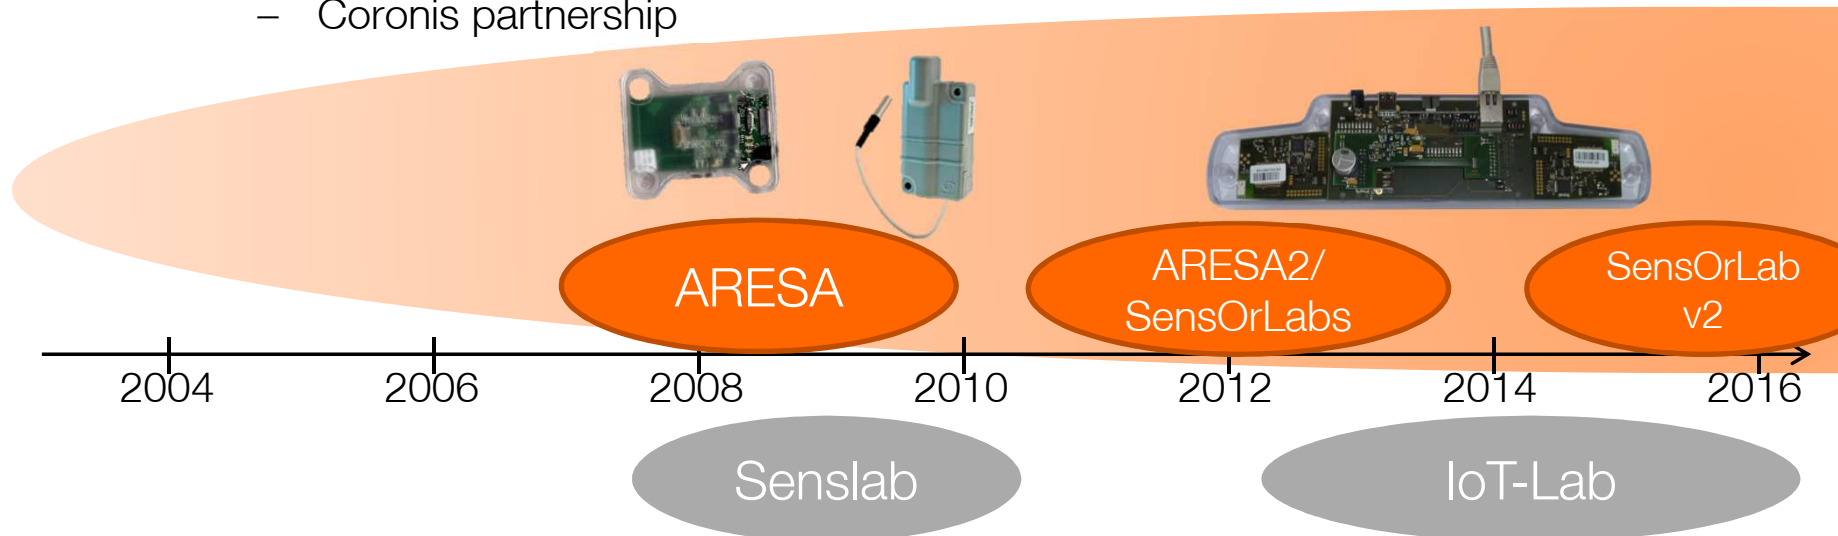 – Coronis partnership
ARESA
ARESA2/
SensOrLabs
SensOrLab
v2
2004 2006 2008 2010 2012 2014 2016
Senslab
IoT-Lab